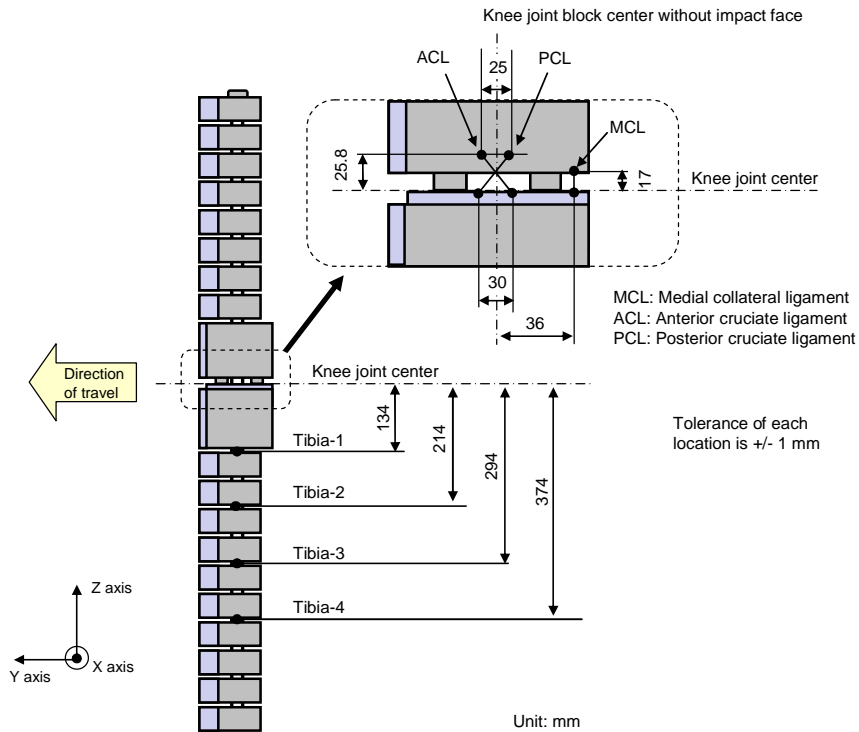 Knee joint block center without impact face
ACL
25
PCL
MCL
25.8
17
Knee joint center
30
36
MCL: Medial collateral ligament
ACL: Anterior cruciate ligament
PCL: Posterior cruciate ligament
Direction
of travel
Knee joint center
134
214
294
374
Tolerance of each
location is +/- 1 mm
Tibia-1
Tibia-2
Tibia-3
Tibia-4
Z axis
Y axis
X axis
Unit: mm